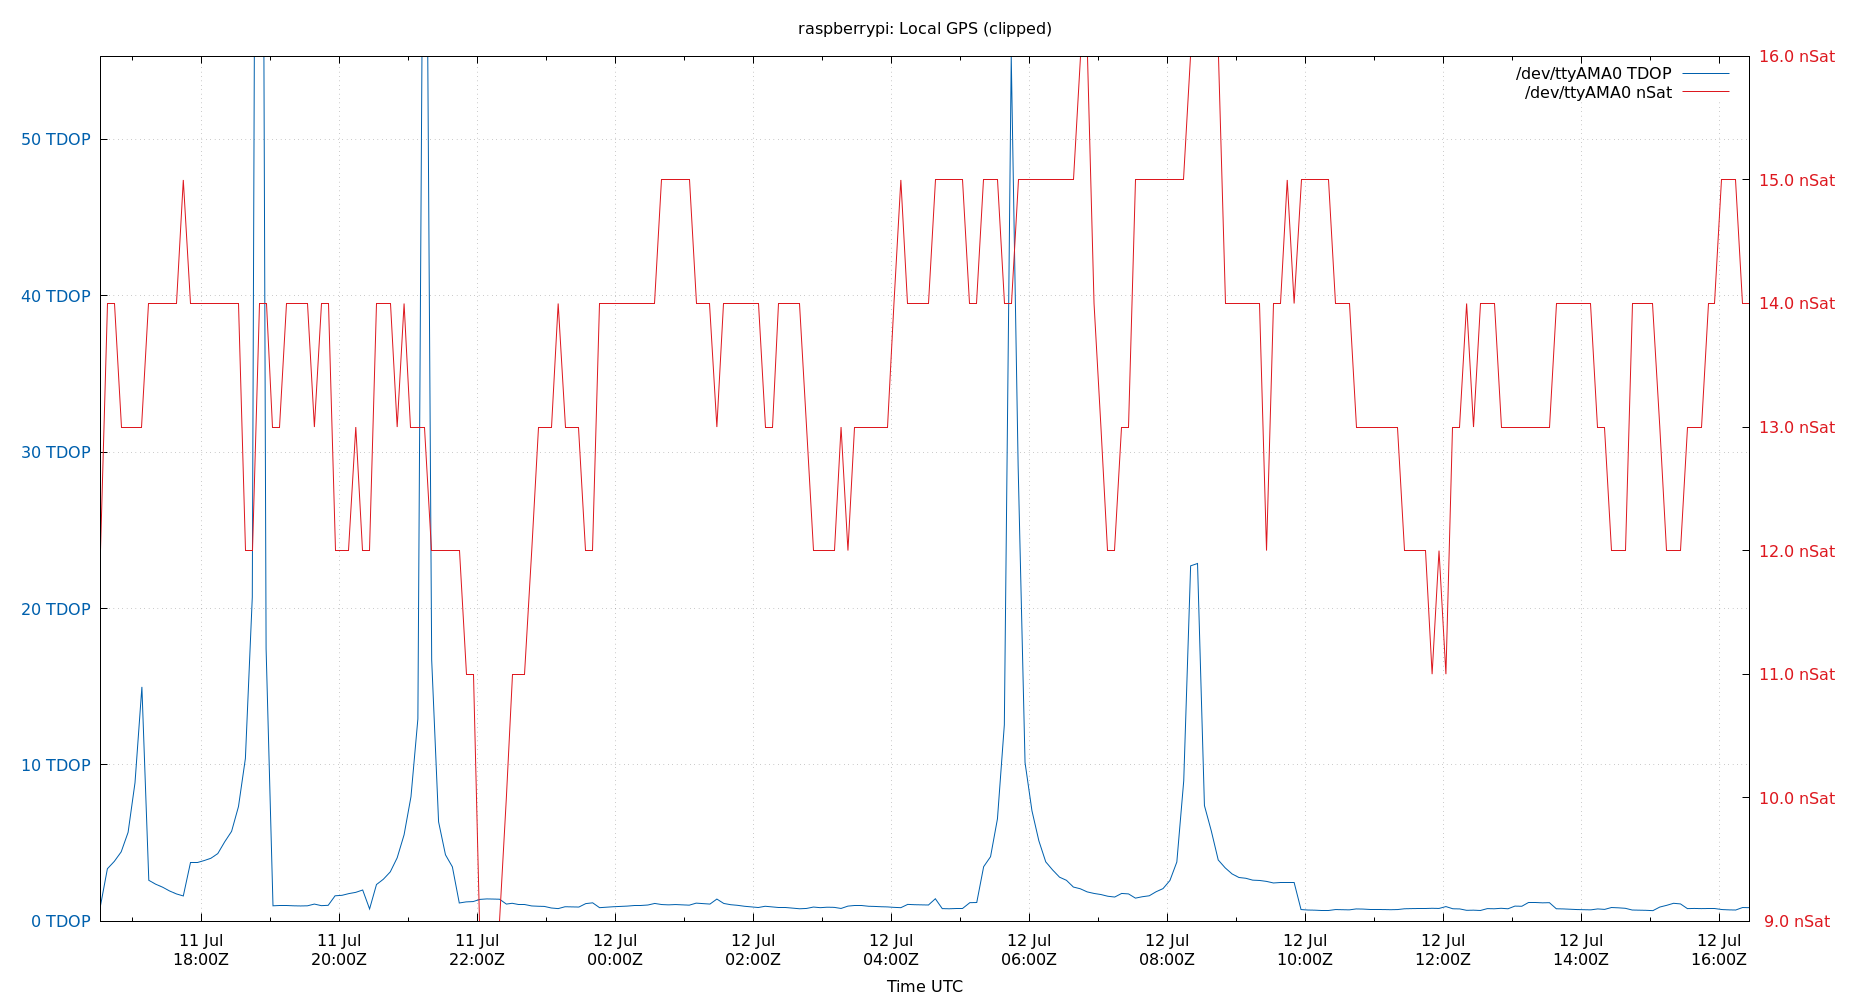 raspberrypi: Local GPS (clipped)
/dev/ttyAMA0 TDOP
/dev/ttyAMA0 nSat
50 TDOP
40 TDOP
30 TDOP
20 TDOP
10 TDOP
0 TDOP
16.0 nSat
15.0 nSat
14.0 nSat
13.0 nSat
12.0 nSat
11.0 nSat
10.0 nSat
9.0 nSat
11 Jul
18:00Z
11 Jul
20:00Z
11 Jul
22:00Z
12 Jul
00:00Z
12 Jul
02:00Z
12 Jul
04:00Z
12 Jul
06:00Z
12 Jul
08:00Z
12 Jul
10:00Z
12 Jul
12:00Z
12 Jul
14:00Z
12 Jul
16:00Z
Time UTC